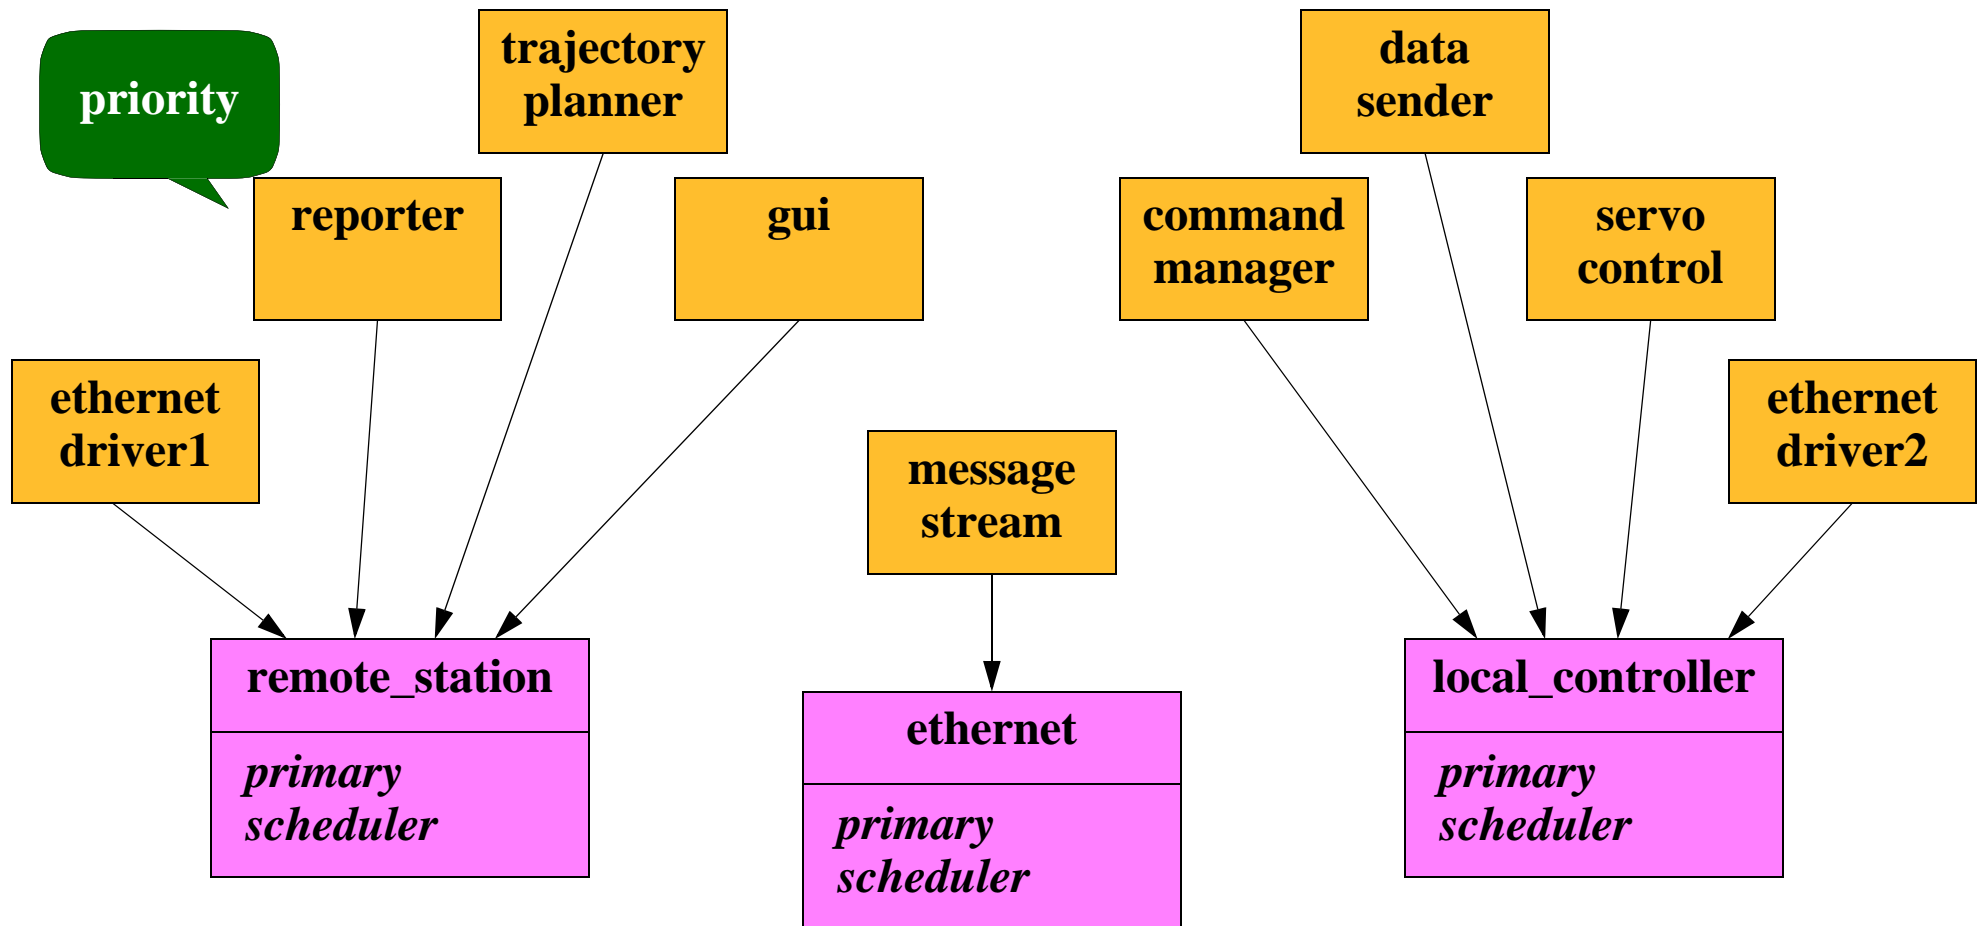 priority
trajectory
planner
data
sender
reporter
gui
command
manager
servo
control
ethernet
driver1
message
stream
ethernet
driver2
remote_station
primary
scheduler
ethernet
primary
scheduler
local_controller
primary
scheduler